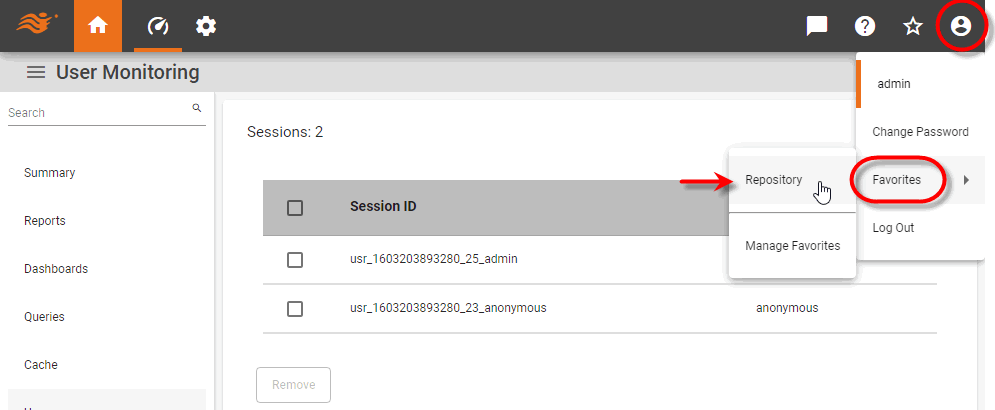 User Monitoring
admin
Search
Change Password
Sessions: 2
Summary
Repository
Favorites
Session ID
Reports
Log Out
Manage Favorites
usr_1603203893280_25_admin
Dashboards
usr_1603203893280_23_anonymous anonymous
Queries
Cache
Remove